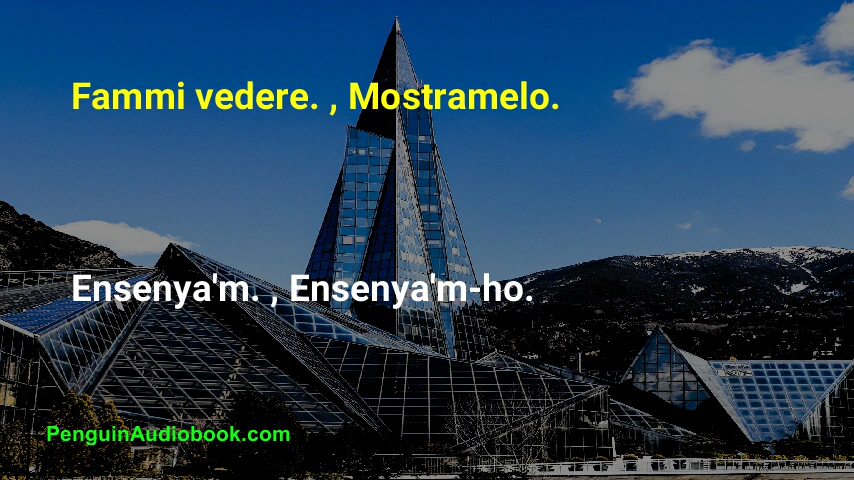 Fammi vedere. , Mostramelo.
Ensenya'm. , Ensenya'm-ho.
PenguinAudiobook.com